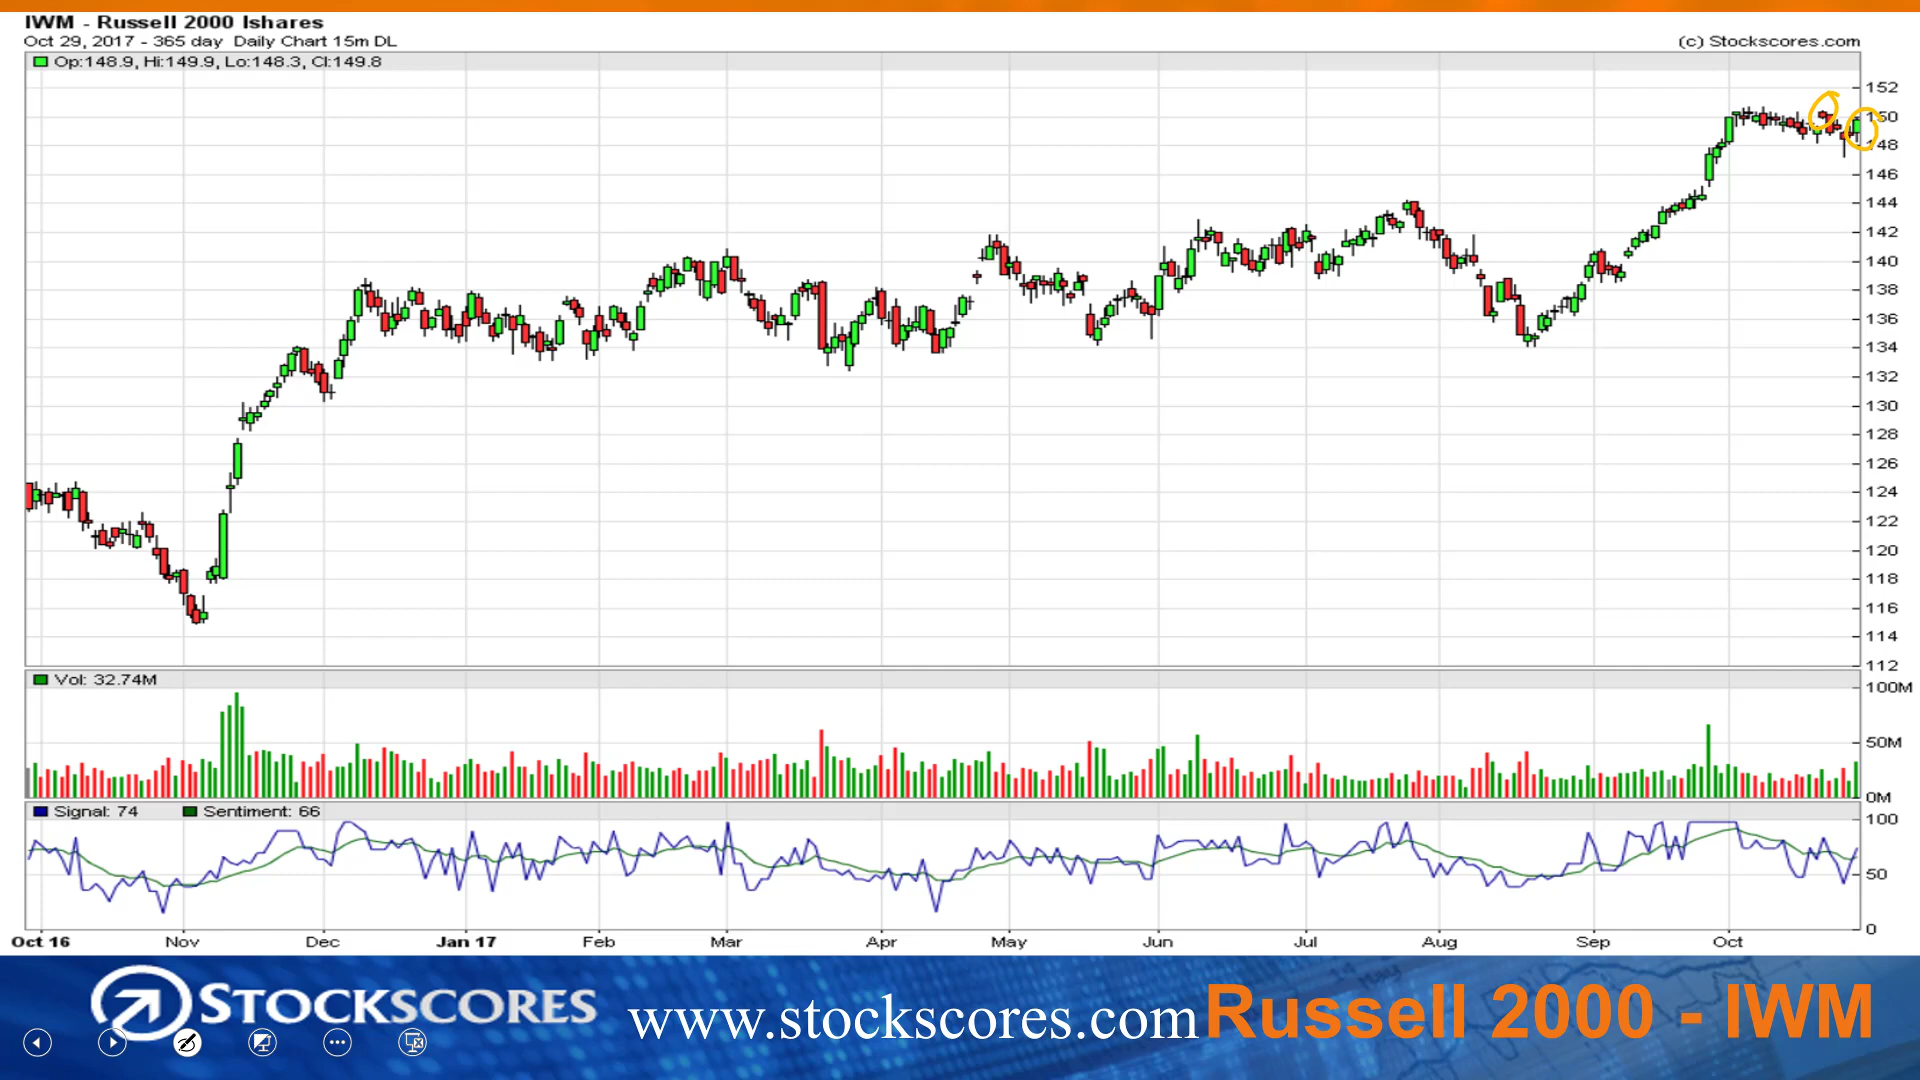 IWM - Russell 2000 Ishares
Oct 29, 2017 - 365 day Daily Chart 15m DL
(c) Stockscores.com
Op:148.9, Hi:149.9, Lo:148.3, Cl:149.8
152
150
148
146
144
142
140
138
136
134
132
130
128
126
124
122
120
118
116
114
112
Vol: 32.74M
100M
50M
0M
Signal: 74 Sentiment: 66
100
50
0
Oct 16 Nov Dec Jan 17 Feb Mar Apr May Jun Jul Aug Sep Oct
STOCKSCORES
www.stockscores.com
Russell 2000 - IWM